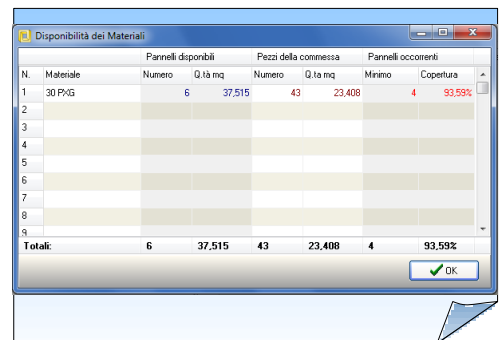 Disponibilità dei Materiali
Pannelli disponibili Pezzi della commessa Pannelli occorrenti
N. Materiale Numero Q.tà mq Numero Q.ta mq Minimo Copertura
1 30 PXG 6 37,515 43 23,408 4 93,59%
2
3
4
5
6
7
8
9
Totali: 6 37,515 43 23,408 4 93,59%
OK